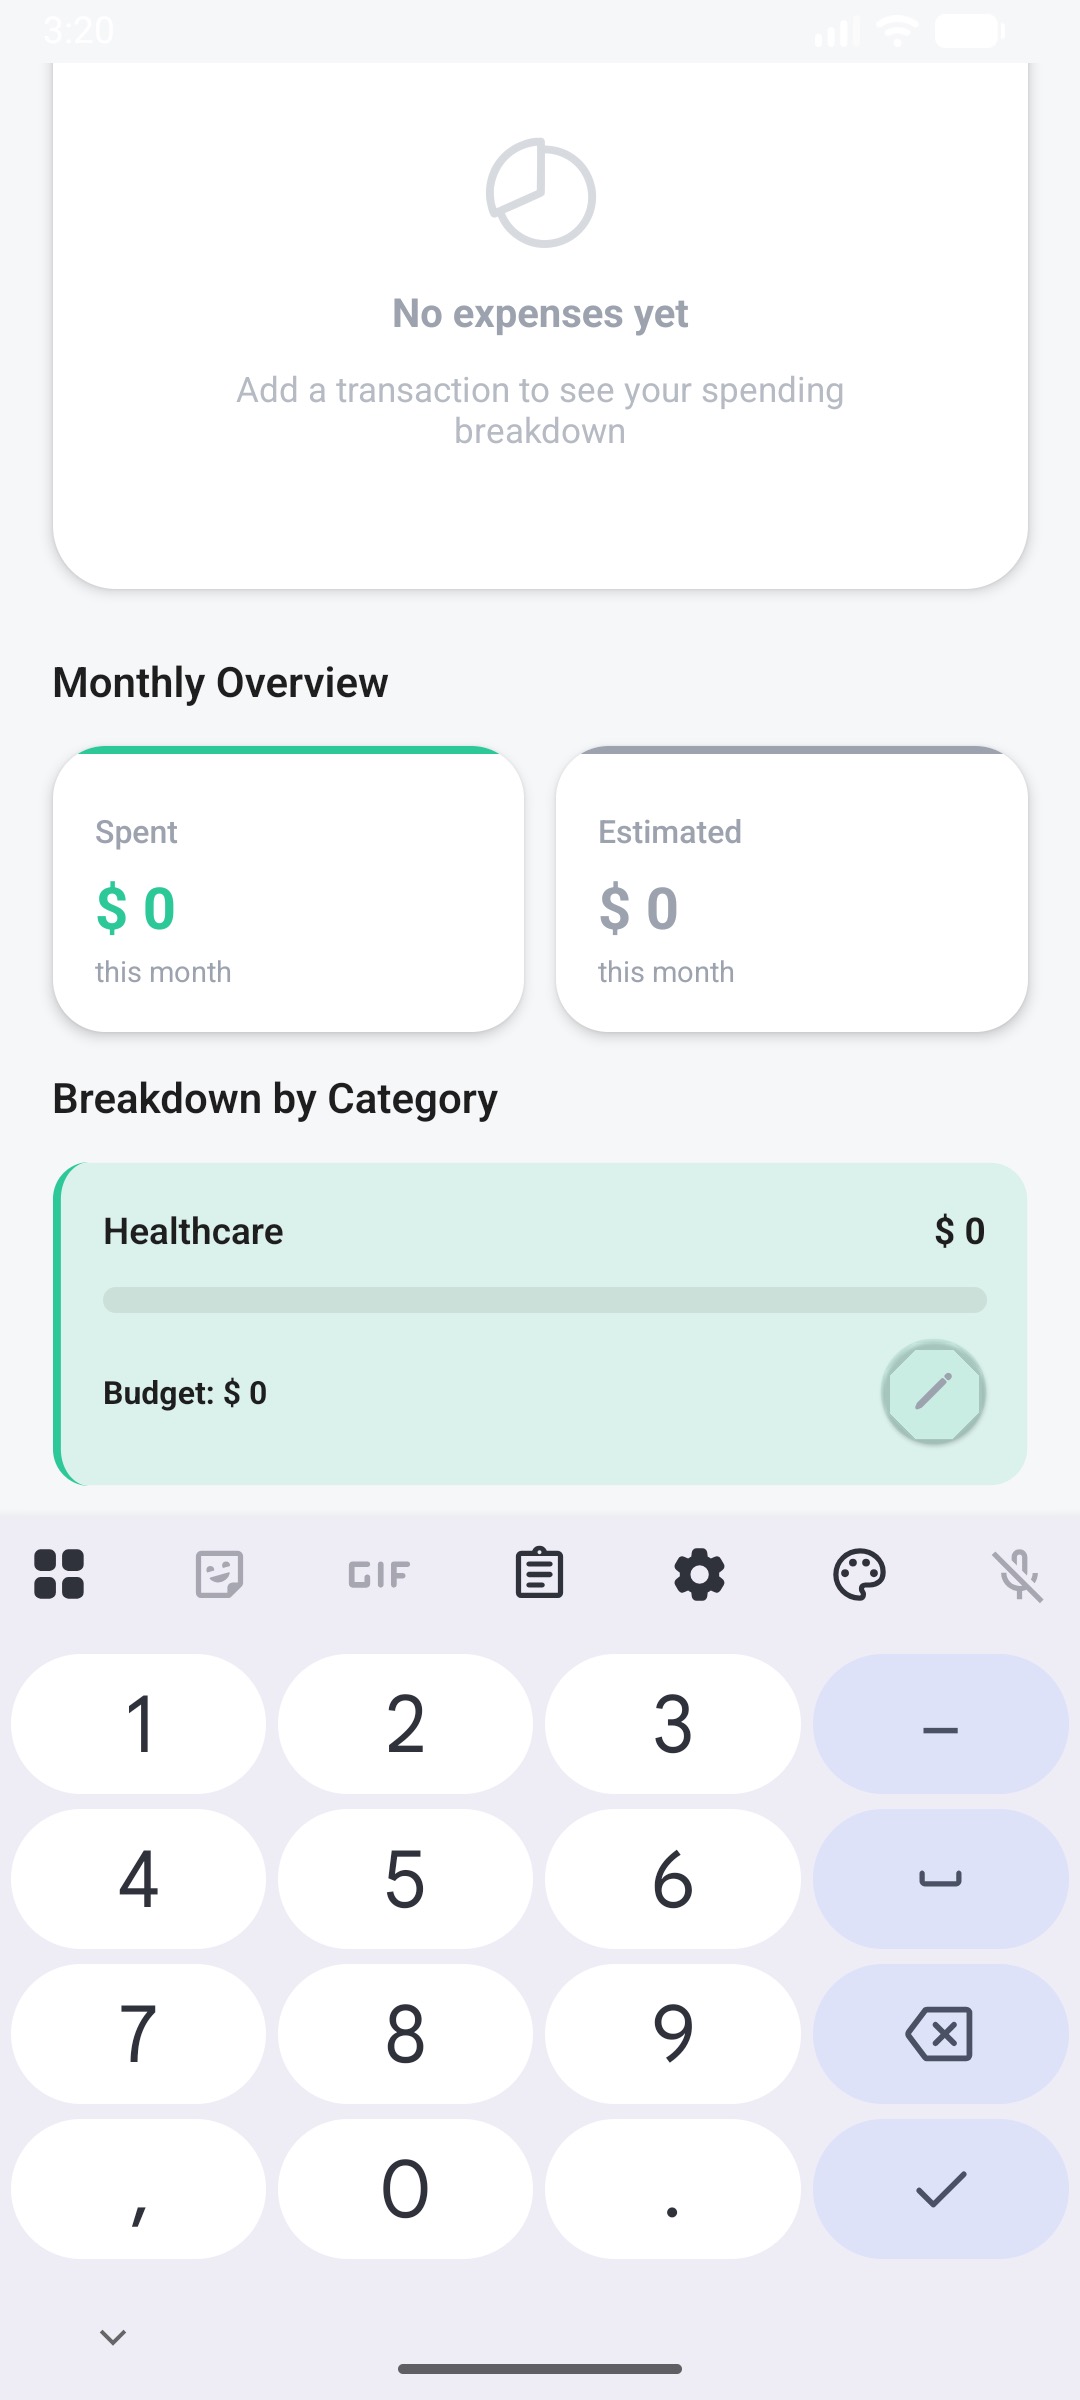 3:20
No expenses yet
Add a transaction to see your spending
breakdown
Monthly Overview
Spent
$ 0
this month
Estimated
$ 0
this month
Breakdown by Category
Healthcare
$ 0
Budget: $ 0
GIF
1 2 3 –
4 5 6
7 8 9
, 0 .